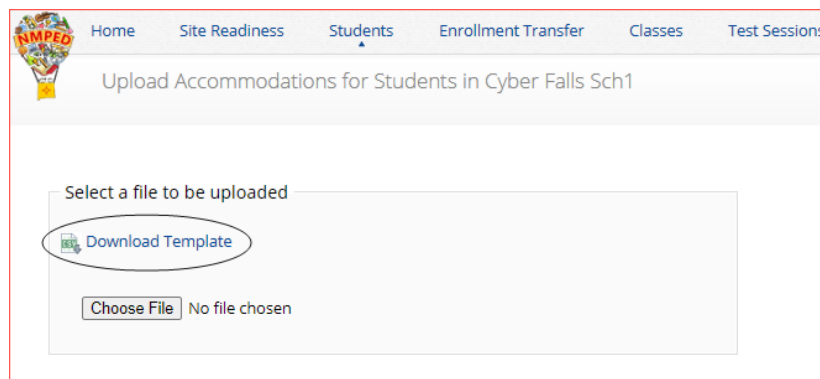 NMPED
Home Site Readiness Students Enrollment Transfer Classes Test Sessions
Upload Accommodations for Students in Cyber Falls Sch1
Select a file to be uploaded
Download Template
Choose File No file chosen